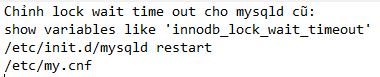 Chỉnh lock wait time out cho mysqld cũ:
show variables like 'innodb_lock_wait_timeout'
/etc/init.d/mysqld restart
/etc/my.cnf